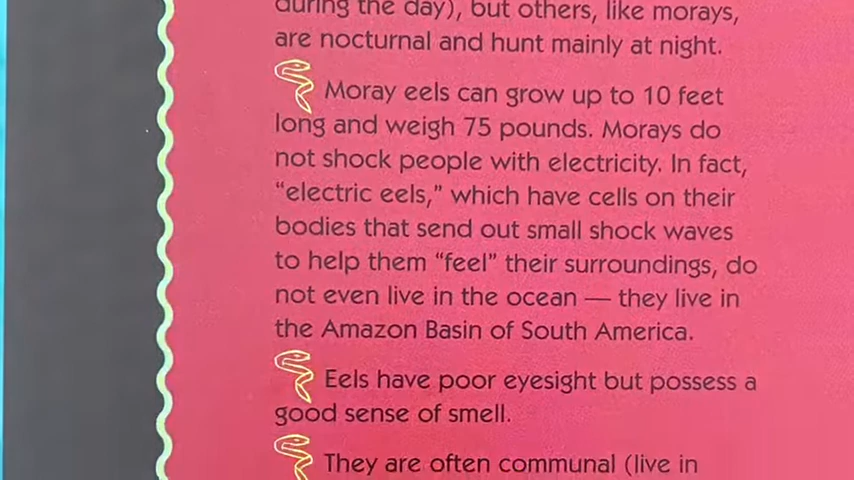 during the day), but others, like morays,
are nocturnal and hunt mainly at night.
Moray eels can grow up to 10 feet
long and weigh 75 pounds. Morays do
not shock people with electricity. In fact,
“electric eels,” which have cells on their
bodies that send out small shock waves
to help them “feel” their surroundings, do
not even live in the ocean — they live in
the Amazon Basin of South America.
Eels have poor eyesight but possess a
good sense of smell.
They are often communal (live in